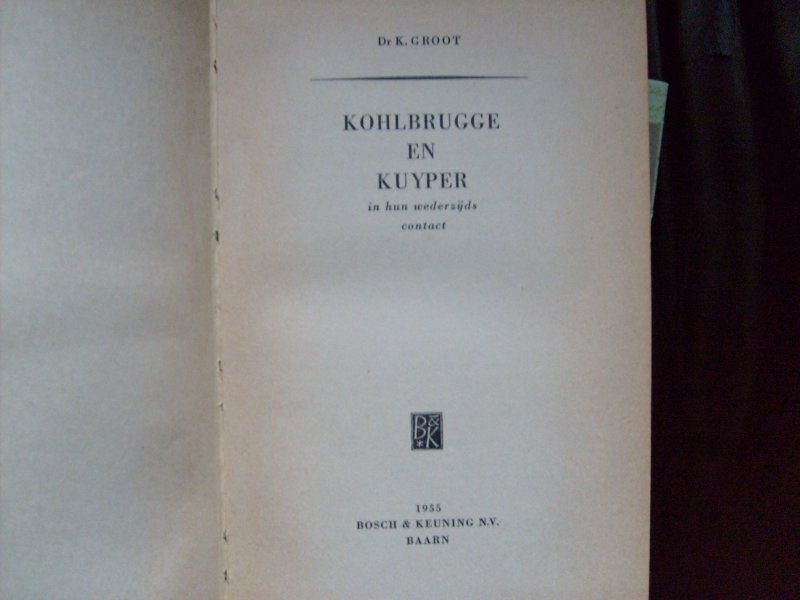 Dr K. GROOT
KOHLBRUGGE
EN
KUYPER
in hun wederzijds
contact
B&K
1955
BOSCH & KEUNING N.V.
BAARN